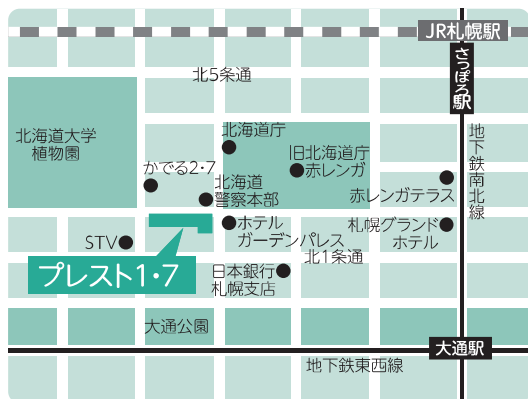 JR札幌駅
さっぽろ駅
北5条通
北海道大学
植物園
北海道庁
旧北海道庁
赤レンガ
地下鉄南北線
かでる2・7
北海道
警察本部
赤レンガテラス
札幌グランド
ホテル
ホテル
ガーデンパレス
STV
北1条通
プレスト1・7
日本銀行
札幌支店
大通公園
大通駅
地下鉄東西線